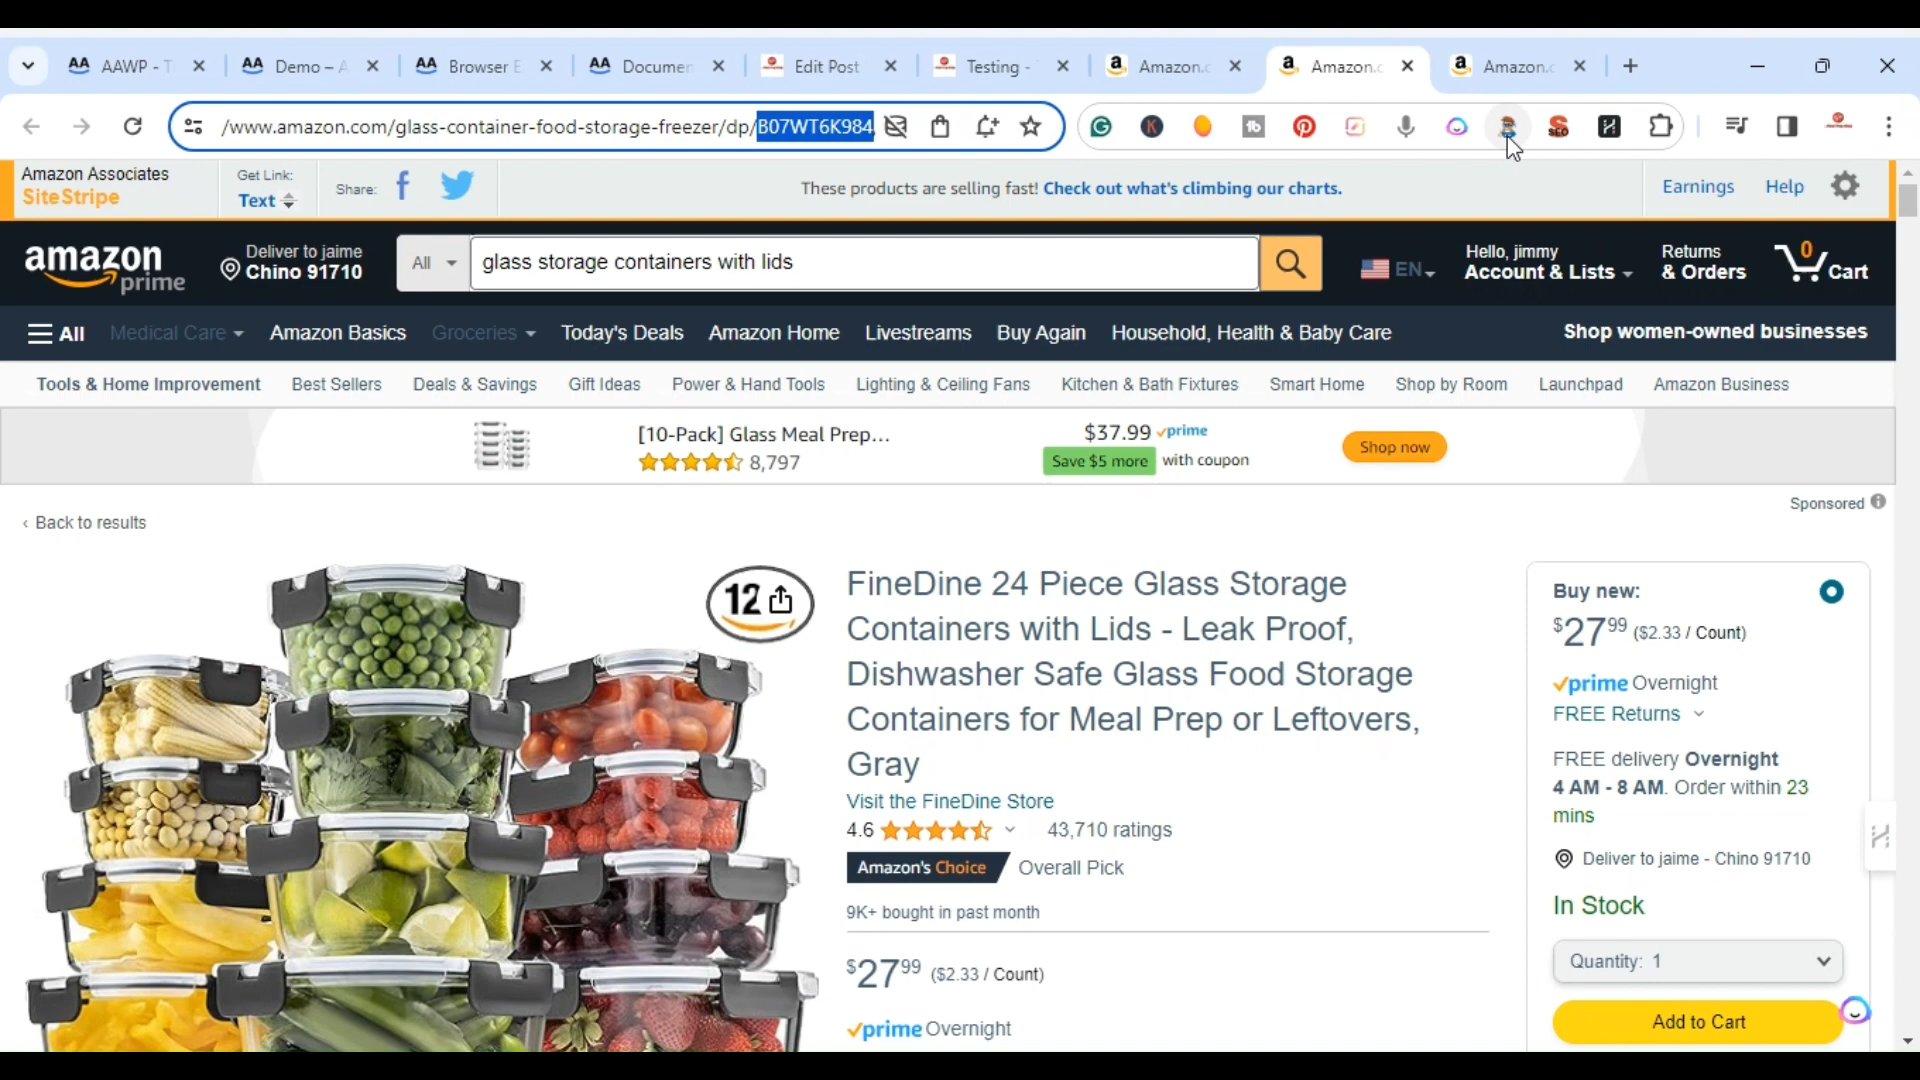 AAWP - T
Demo – A
Browser E
Documen
Edit Post
Testing -
Amazon.c
Amazon.c
Amazon.c
/www.amazon.com/glass-container-food-storage-freezer/dp/B07WT6K984
Amazon Associates
SiteStripe
Get Link:
Text
Share:
These products are selling fast! Check out what's climbing our charts.
Earnings
Help
amazon
prime
Deliver to jaime
Chino 91710
All
glass storage containers with lids
EN
Hello, jimmy
Account & Lists
Returns
& Orders
0
Cart
All
Medical Care
Amazon Basics
Groceries
Today's Deals
Amazon Home
Livestreams
Buy Again
Household, Health & Baby Care
Shop women-owned businesses
Tools & Home Improvement
Best Sellers
Deals & Savings
Gift Ideas
Power & Hand Tools
Lighting & Ceiling Fans
Kitchen & Bath Fixtures
Smart Home
Shop by Room
Launchpad
Amazon Business
[10-Pack] Glass Meal Prep…
8,797
$37.99 prime
Save $5 more with coupon
Shop now
Sponsored
‹ Back to results
12
FineDine 24 Piece Glass Storage
Containers with Lids - Leak Proof,
Dishwasher Safe Glass Food Storage
Containers for Meal Prep or Leftovers,
Gray
Visit the FineDine Store
4.6
43,710 ratings
Amazon's Choice
Overall Pick
9K+ bought in past month
$27.99 ($2.33 / Count)
prime Overnight
Buy new:
$27.99 ($2.33 / Count)
prime Overnight
FREE Returns
FREE delivery Overnight
4 AM - 8 AM. Order within 23
mins
Deliver to jaime - Chino 91710
In Stock
Quantity: 1
Add to Cart